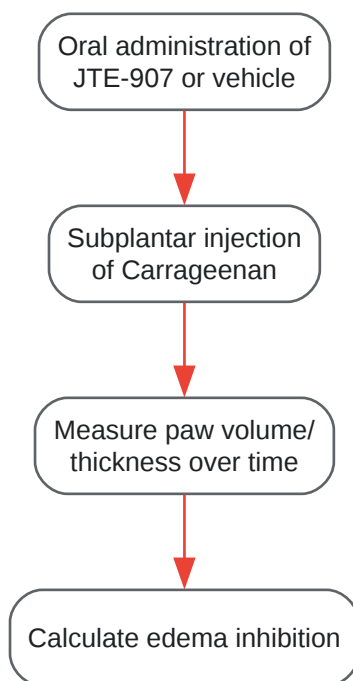 Oral administration of
JTE-907 or vehicle
Subplantar injection
of Carrageenan
Measure paw volume/
thickness over time
Calculate edema inhibition